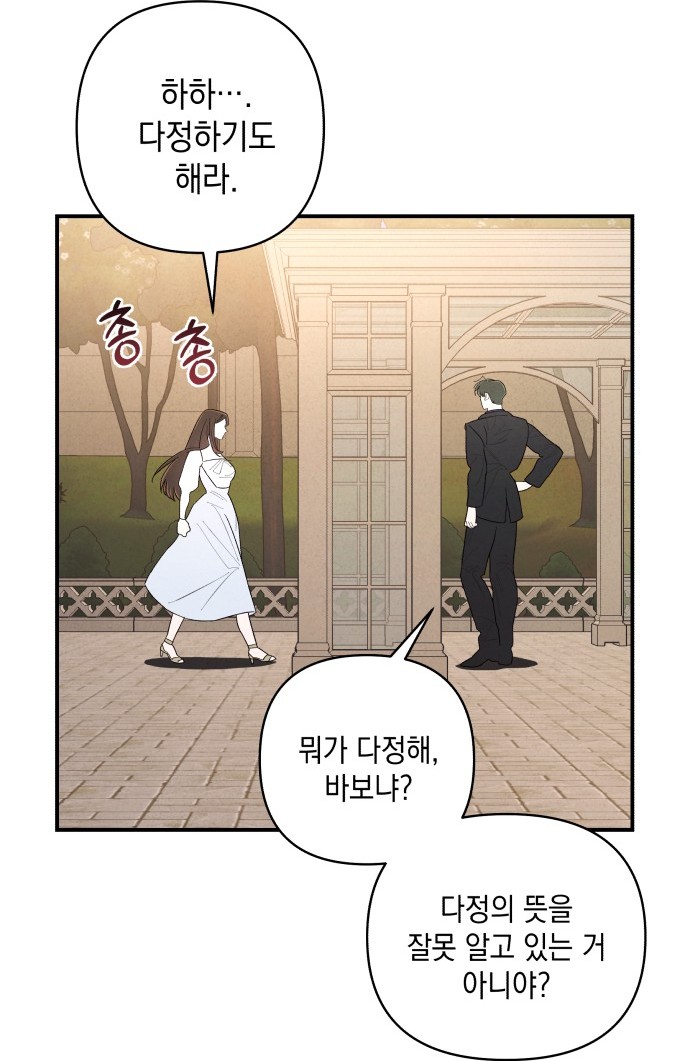 하하….
다정하기도
해라.
총
총
뭐가 다정해,
바보냐?
다정의 뜻을
잘못 알고 있는 거
아니야?